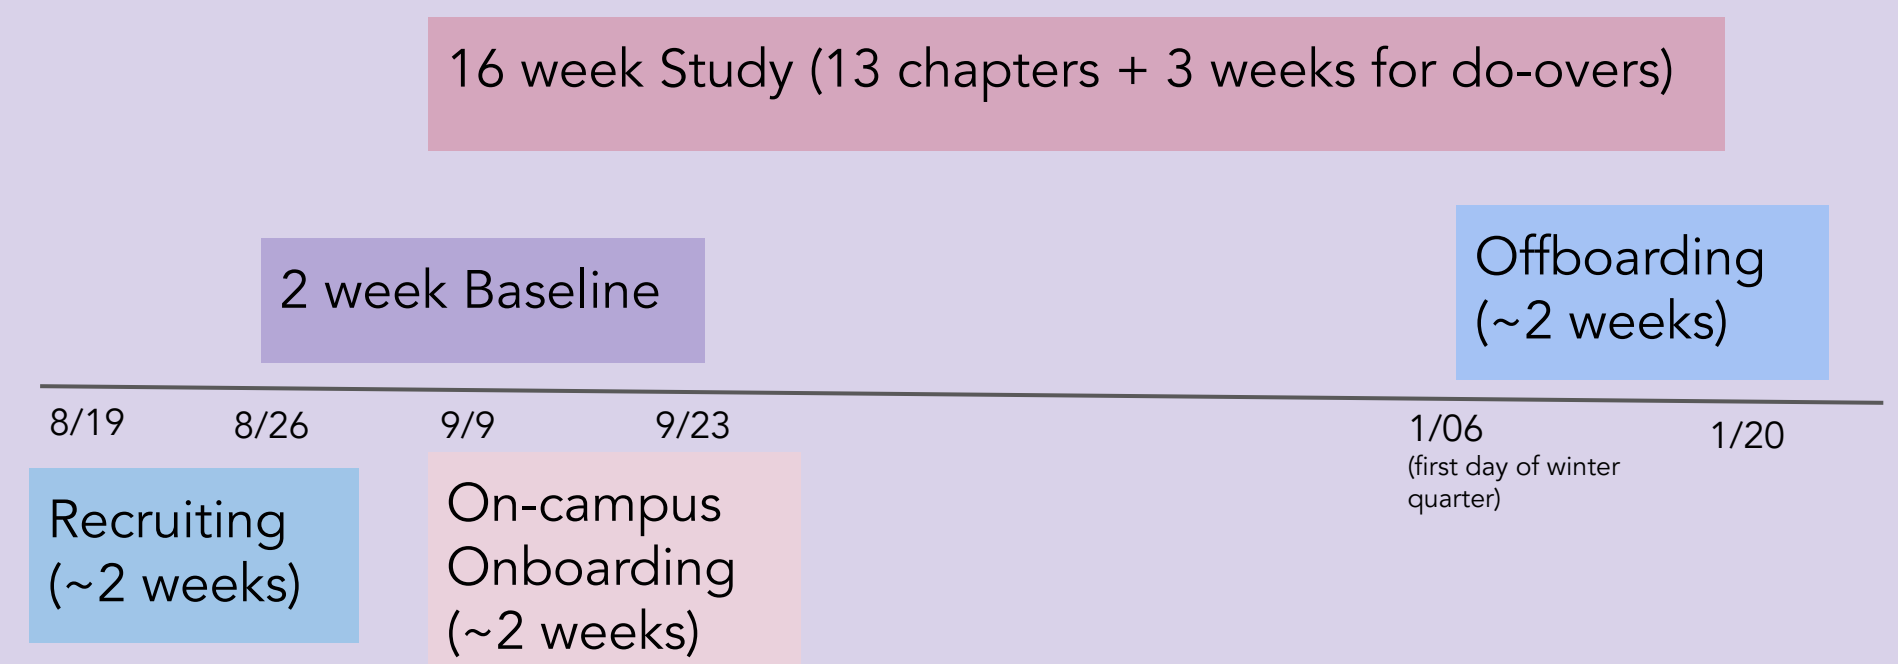 16 week Study (13 chapters + 3 weeks for do-overs)
2 week Baseline
Offboarding
(~2 weeks)
8/19
8/26
9/9
9/23
1/06
(first day of winter
quarter)
1/20
Recruiting
(~2 weeks)
On-campus
Onboarding
(~2 weeks)